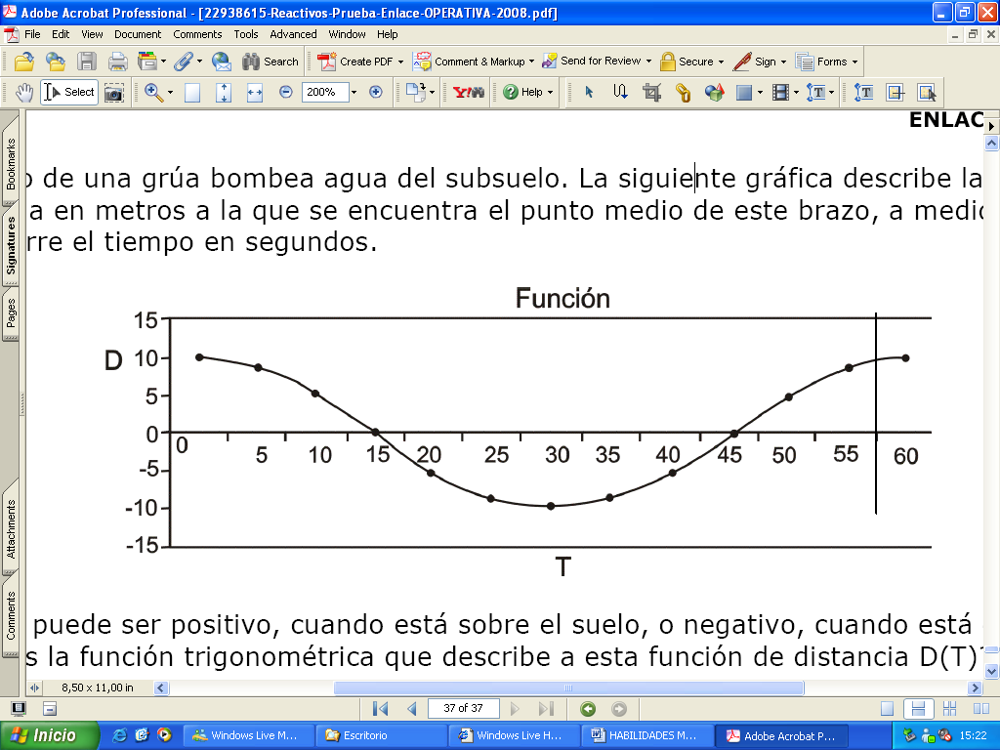 Adobe Acrobat Professional - [22938615-Reactivos-Prueba-Enlace-OPERATIVA-2008.pdf]
File Edit View Document Comments Tools Advanced Window Help
Search Create PDF Comment & Markup Send for Review Secure Sign Forms
Select 200% Y! Help
Bookmarks
Signatures
Pages
Attachments
Comments
ENLAC
o de una grúa bombea agua del subsuelo. La siguiente gráfica describe la
a en metros a la que se encuentra el punto medio de este brazo, a medid
rre el tiempo en segundos.
Función
15
D 10
5
0
-5
-10
-15
0 5 10 15 20 25 30 35 40 45 50 55 60
T
puede ser positivo, cuando está sobre el suelo, o negativo, cuando está
s la función trigonométrica que describe a esta función de distancia D(T)
8,50 x 11,00 in
37 of 37
Inicio Windows Live M... Escritorio Windows Live H... HABILIDADES M... Adobe Acrobat P... 15:22